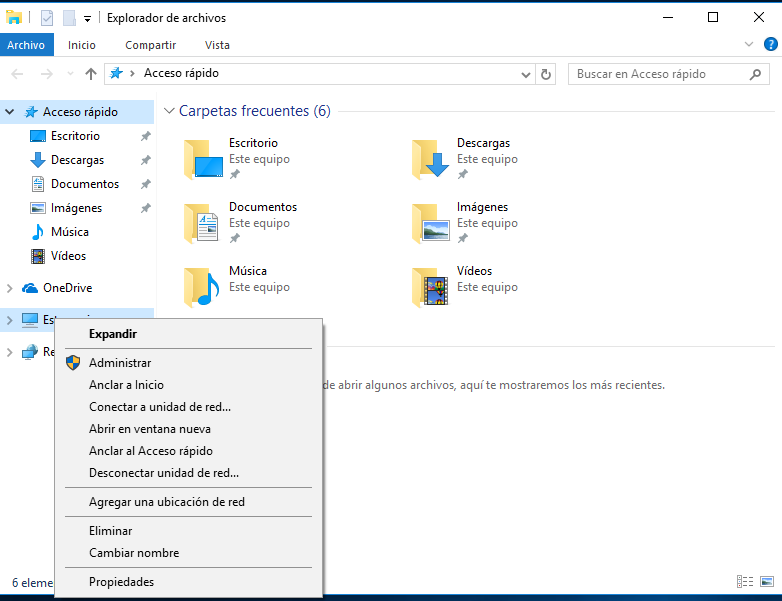 Explorador de archivos
Archivo Inicio Compartir Vista
Acceso rápido
Buscar en Acceso rápido
Acceso rápido
Escritorio
Descargas
Documentos
Imágenes
Música
Vídeos
OneDrive
Carpetas frecuentes (6)
Escritorio
Este equipo
Descargas
Este equipo
Documentos
Este equipo
Imágenes
Este equipo
Música
Este equipo
Vídeos
Este equipo
de abrir algunos archivos, aquí te mostraremos los más recientes.
Expandir
Administrar
Anclar a Inicio
Conectar a unidad de red...
Abrir en ventana nueva
Anclar al Acceso rápido
Desconectar unidad de red...
Agregar una ubicación de red
Eliminar
Cambiar nombre
Propiedades
6 eleme